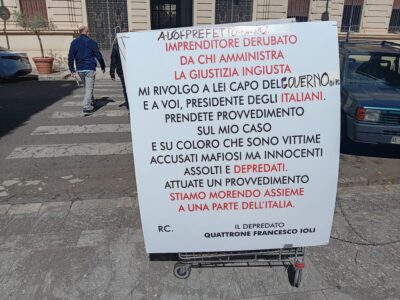 A VOI PREFETTO
IMPRENDITORE DERUBATO
DA CHI AMMINISTRA
LA GIUSTIZIA INGIUSTA
MI RIVOLGO A LEI CAPO DEL GOVERNO
E A VOI, PRESIDENTE DEGLI ITALIANI.
PRENDETE PROVVEDIMENTO
SUL MIO CASO
E SU COLORO CHE SONO VITTIME
ACCUSATI MAFIOSI MA INNOCENTI
ASSOLTI E DEPREDATI.
ATTUATE UN PROVVEDIMENTO
STIAMO MORENDO ASSIEME
A UNA PARTE DELL'ITALIA.
RC. IL DEPREDATO
QUATTRONE FRANCESCO IOLI